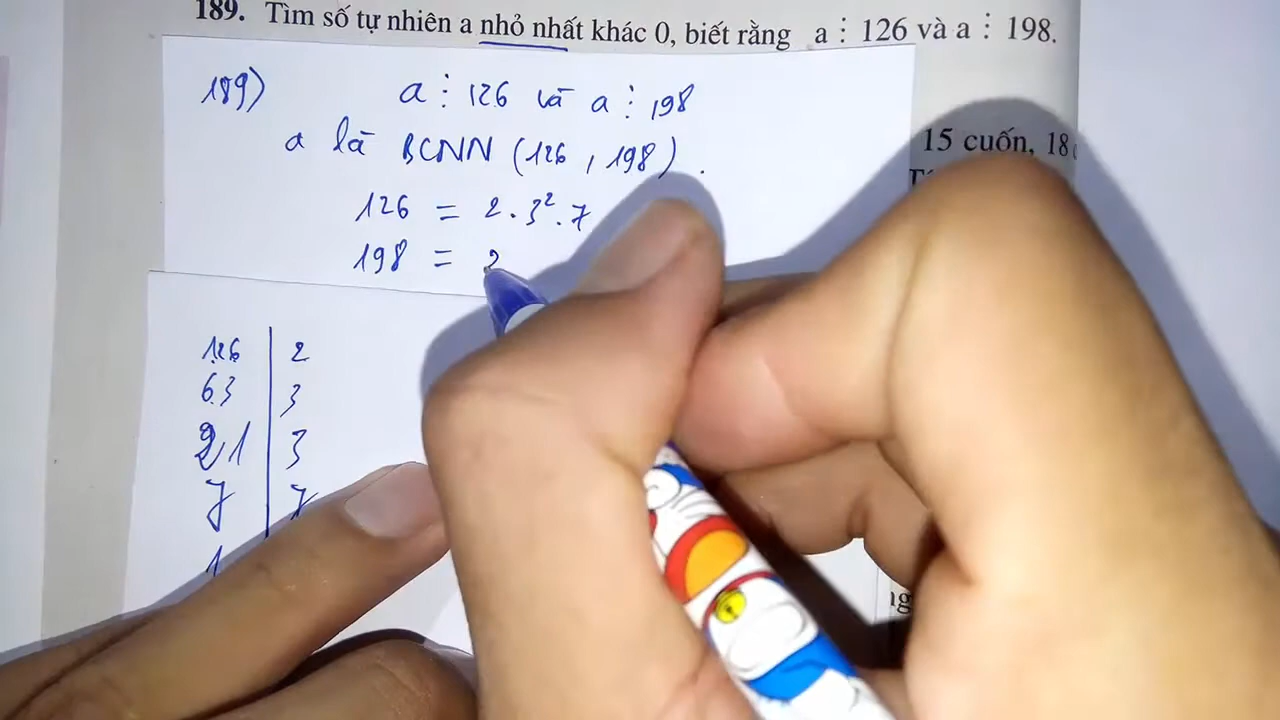 189. Tìm số tự nhiên a nhỏ nhất khác 0, biết rằng a ⋮ 126 và a ⋮ 198.
189) a ⋮ 126 và a ⋮ 198
a là BCNN (126, 198).
126 = 2 . 3² . 7
198 = 2
15 cuốn, 18
126 | 2
63 | 3
21 | 3
7 | 7
1